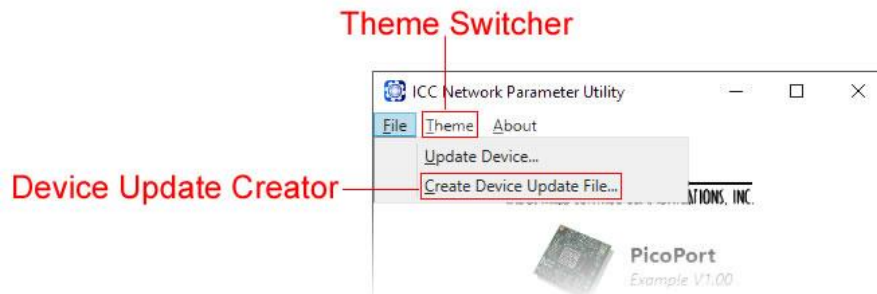 Theme Switcher
ICC Network Parameter Utility
File Theme About
Update Device...
Device Update Creator
Create Device Update File...
INC.
PicoPort
Example V1.00